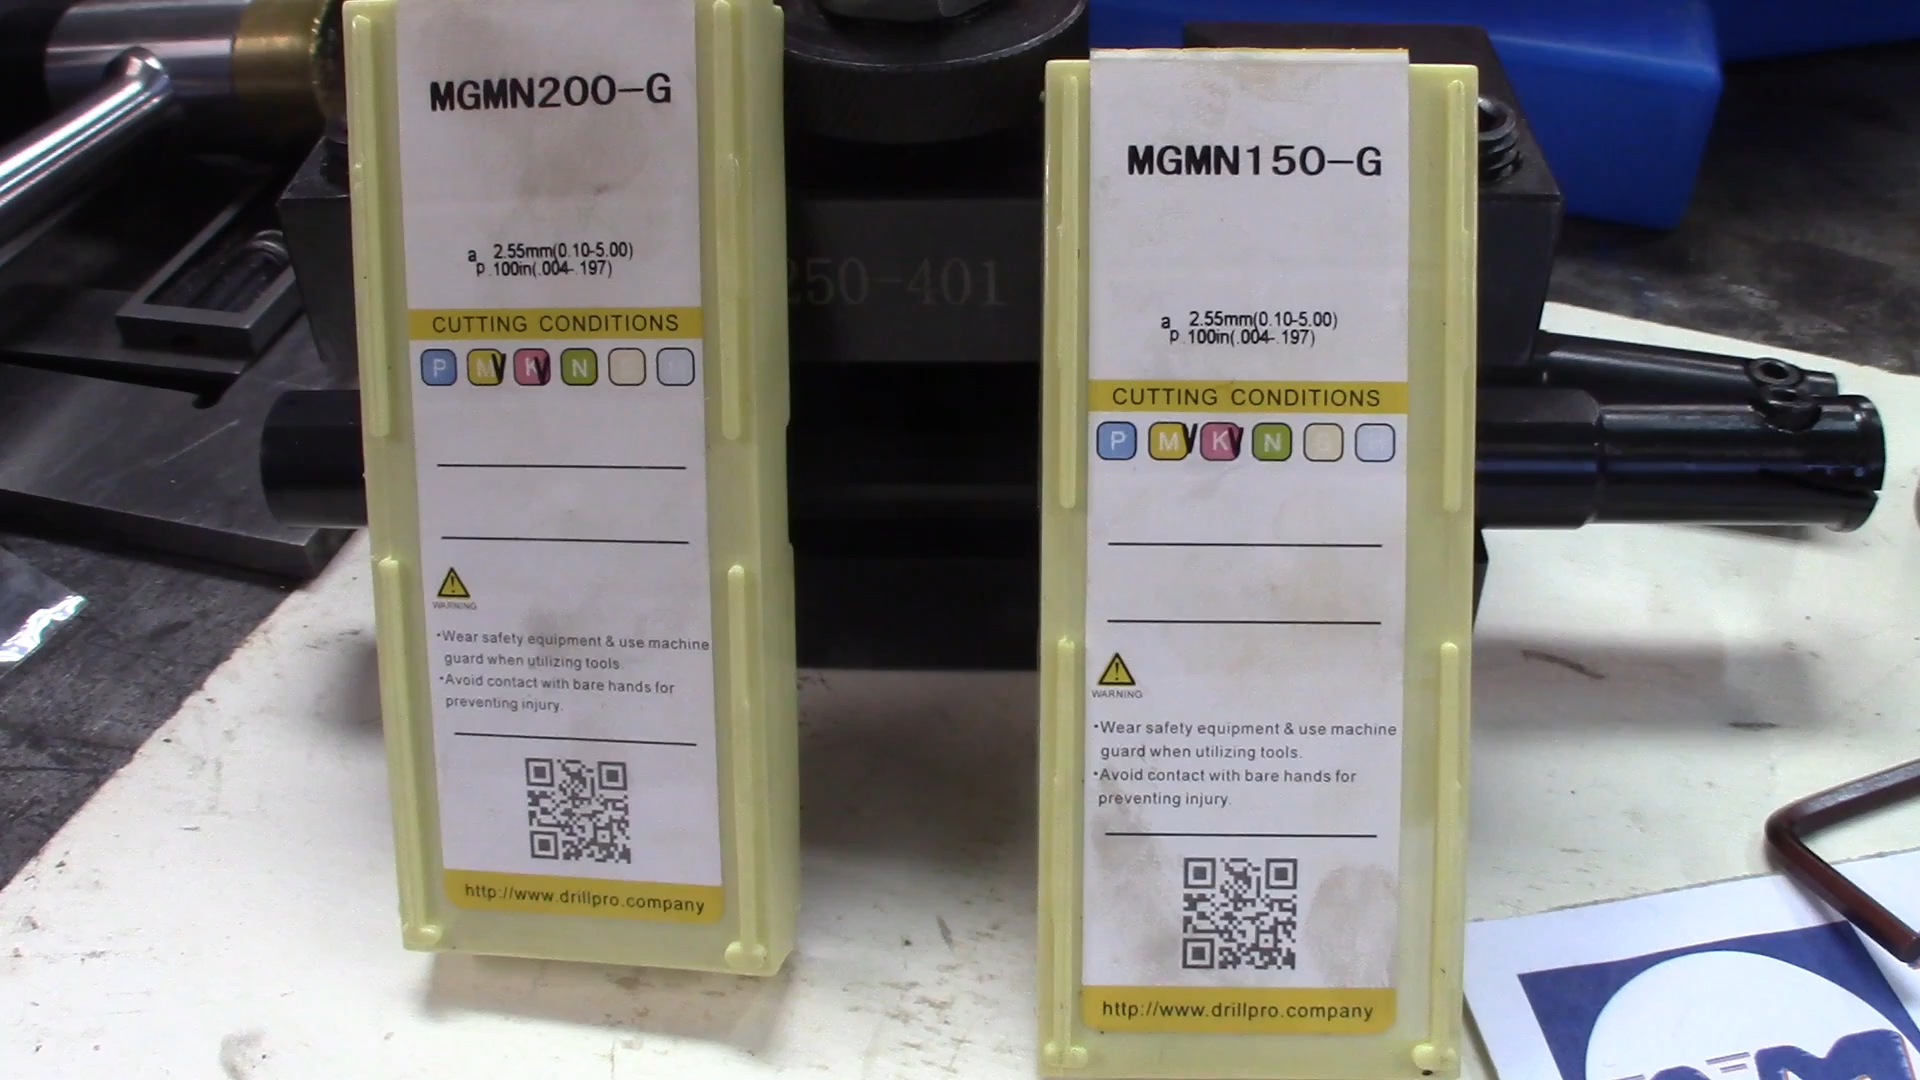 MGMN200-G
ap 2.55mm(0.10-5.00)
.100in(.004-.197)
CUTTING CONDITIONS
P M K N
WARNING
·Wear safety equipment & use machine
guard when utilizing tools.
·Avoid contact with bare hands for
preventing injury.
http://www.drillpro.company
250-401
MGMN150-G
ap 2.55mm(0.10-5.00)
.100in(.004-.197)
CUTTING CONDITIONS
P M K N S H
WARNING
·Wear safety equipment & use machine
guard when utilizing tools.
·Avoid contact with bare hands for
preventing injury.
http://www.drillpro.company